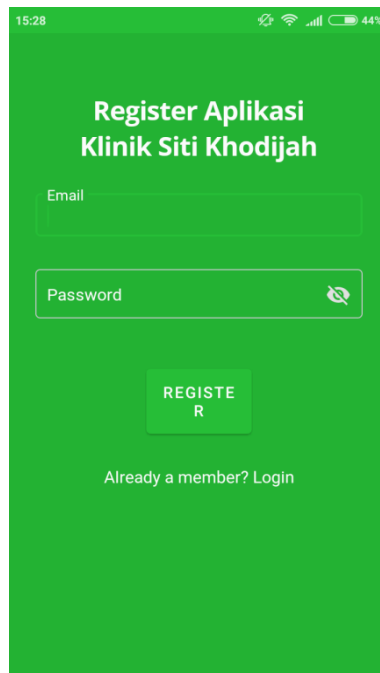 15:28
44%
Register Aplikasi
Klinik Siti Khodijah
Email
Password
REGISTE
R
Already a member? Login